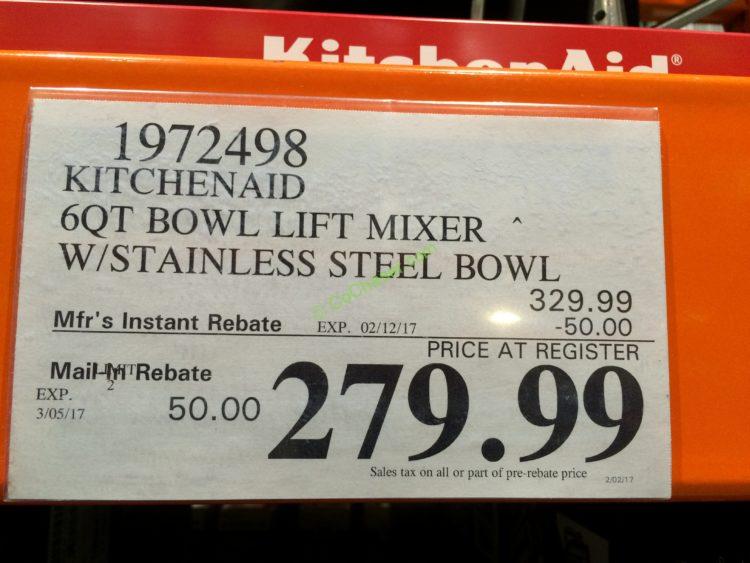 KitchenAid®
1972498
KITCHENAID
6QT BOWL LIFT MIXER ^
W/STAINLESS STEEL BOWL
329.99
Mfr's Instant Rebate EXP. 02/12/17 -50.00
PRICE AT REGISTER
Mail-In Rebate
LIMIT
2
EXP.
3/05/17
50.00
279.99
Sales tax on all or part of pre-rebate price
2/02/17